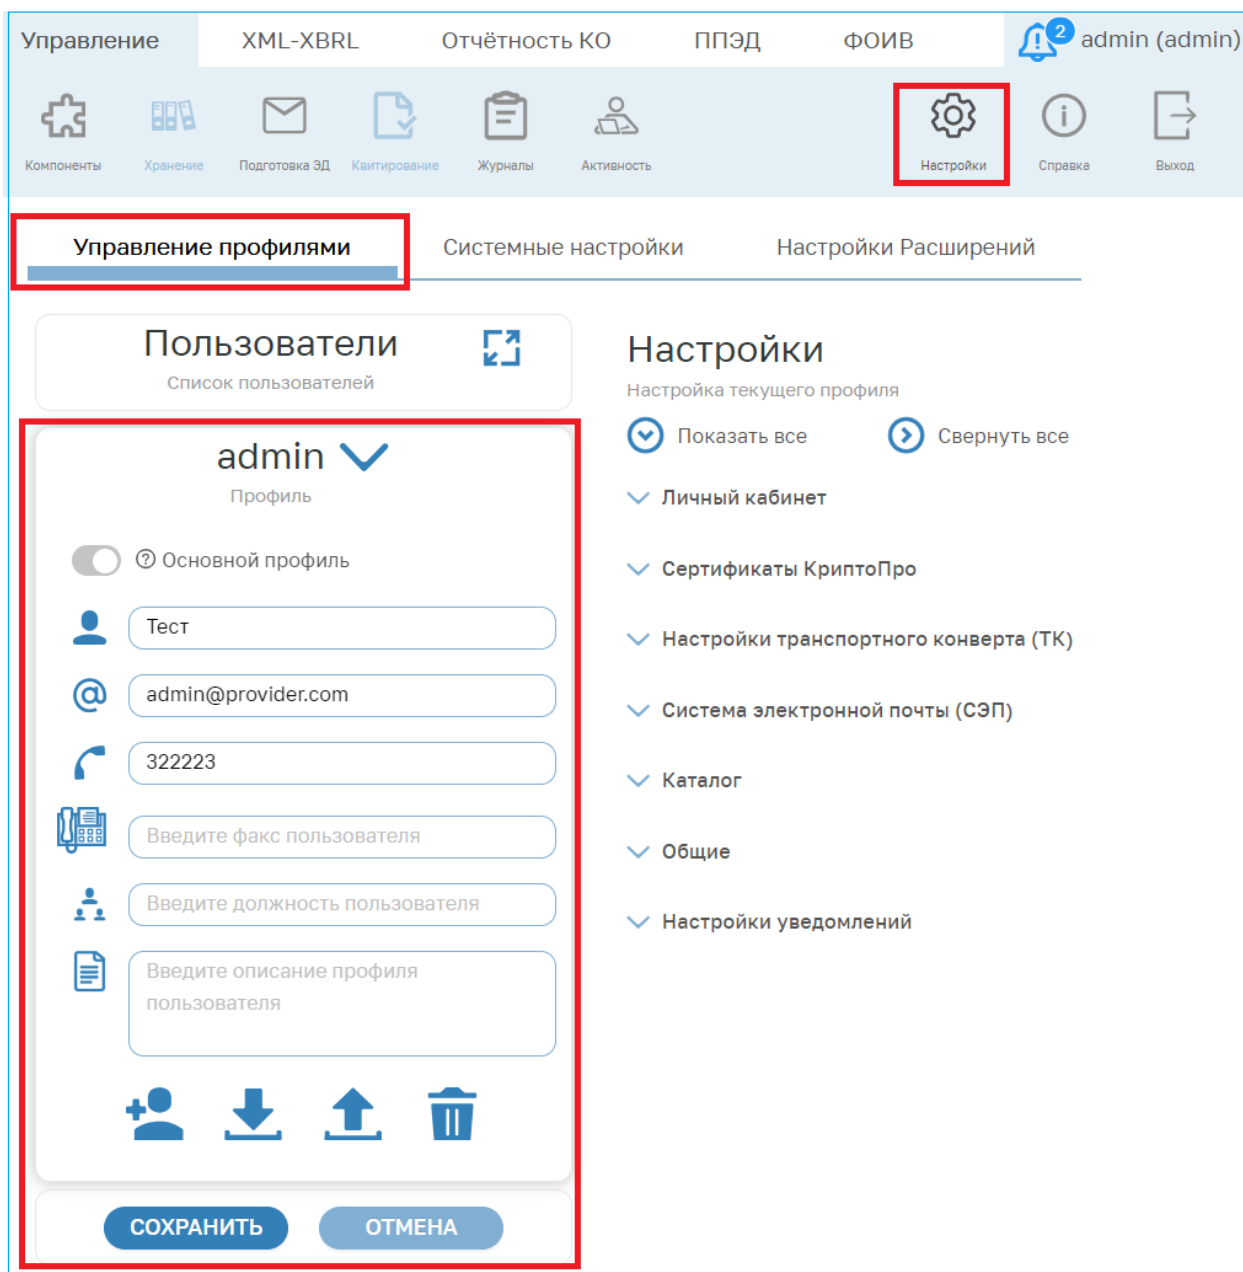 Управление XML-XBRL Отчётность КО ППЭД ФОИВ 2 admin (admin)
Компоненты Хранение Подготовка ЭД Квитирование Журналы Активность Настройки Справка Выход
Управление профилями Системные настройки Настройки Расширений
Пользователи
Список пользователей
admin
Профиль
Основной профиль
Тест
admin@provider.com
322223
Введите факс пользователя
Введите должность пользователя
Введите описание профиля
пользователя
СОХРАНИТЬ ОТМЕНА
Настройки
Настройка текущего профиля
Показать все Свернуть все
Личный кабинет
Сертификаты КриптоПро
Настройки транспортного конверта (ТК)
Система электронной почты (СЭП)
Каталог
Общие
Настройки уведомлений